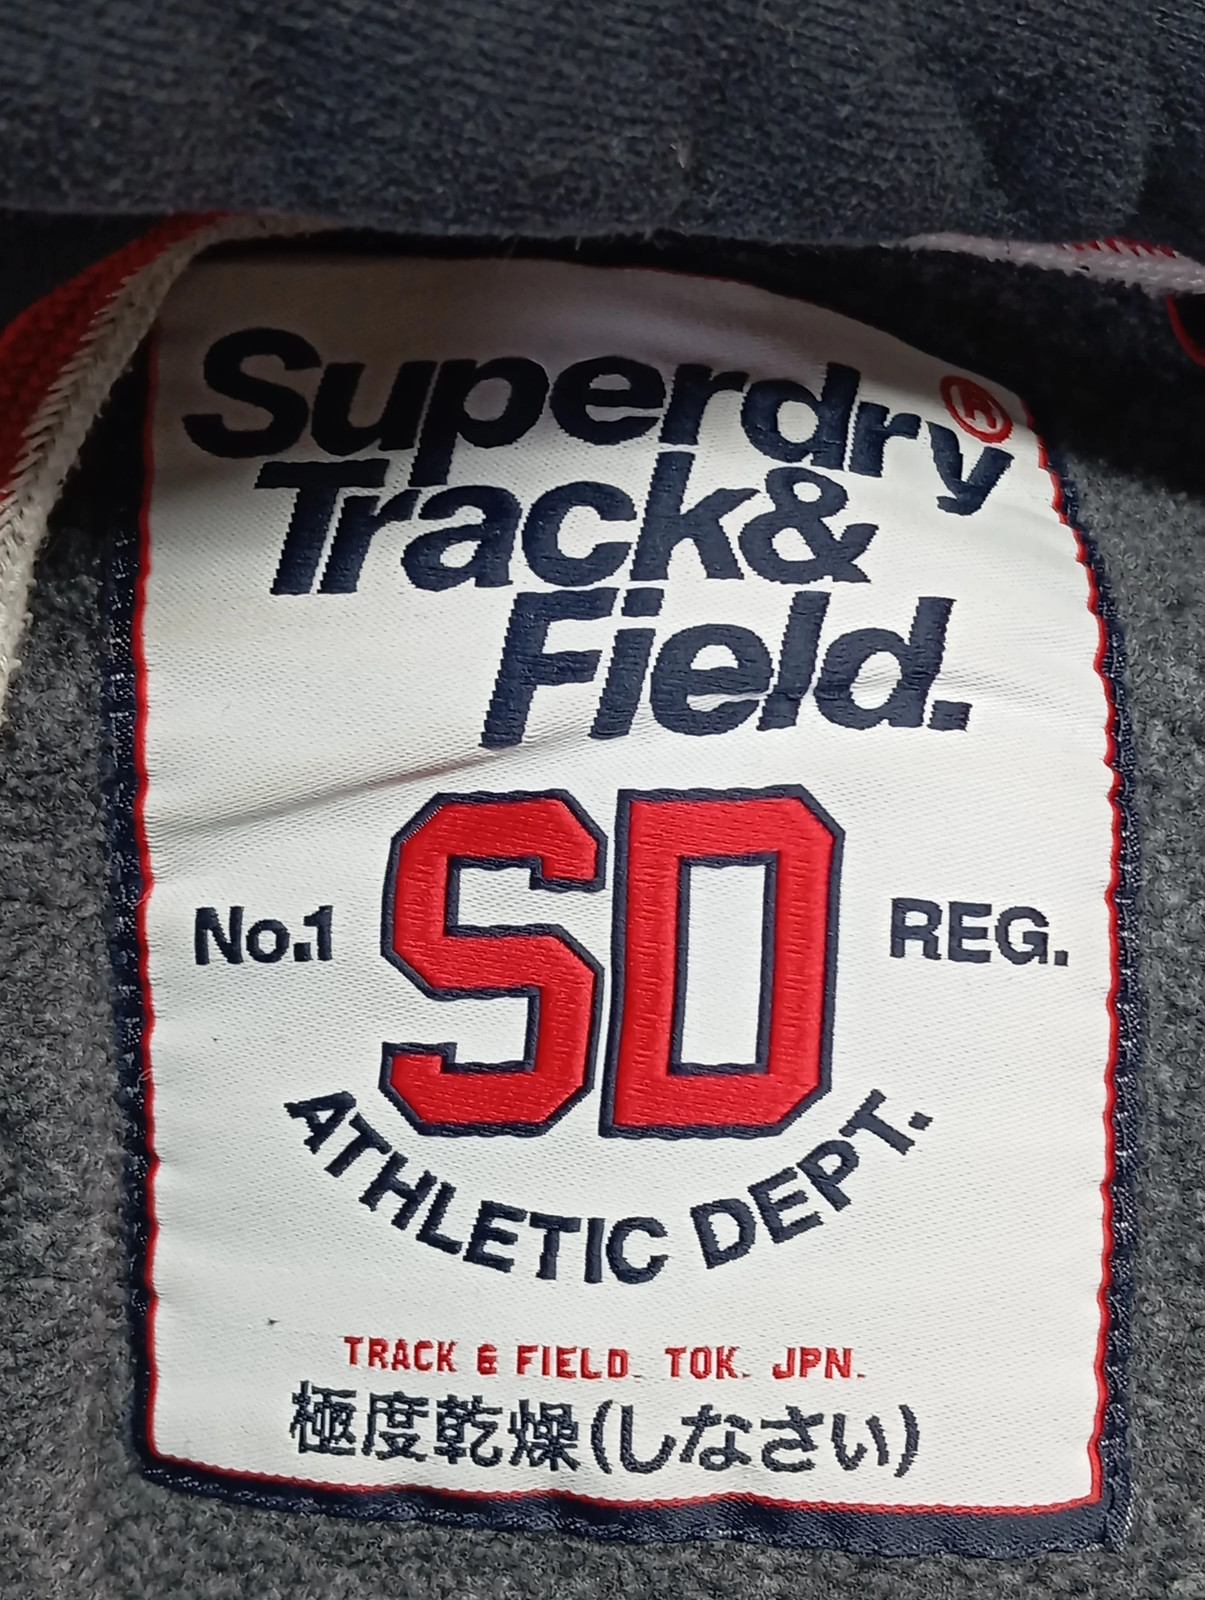 Superdry
Track &
Field.
No.1 SD REG.
ATHLETIC DEPT.
TRACK & FIELD. TOK. JPN.
極度乾燥(しなさい)